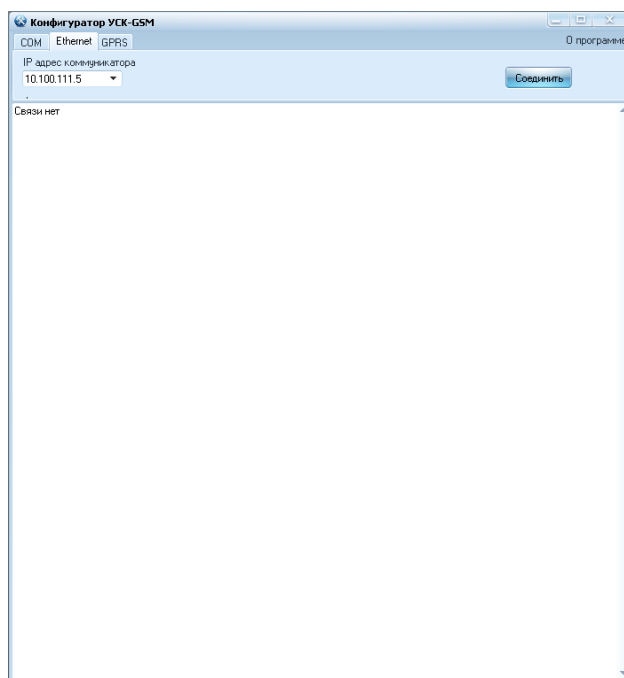 Конфигуратор УСК-GSM
COM Ethernet GPRS О программе
IP адрес коммуникатора
10.100.111.5 Соединить
Связи нет